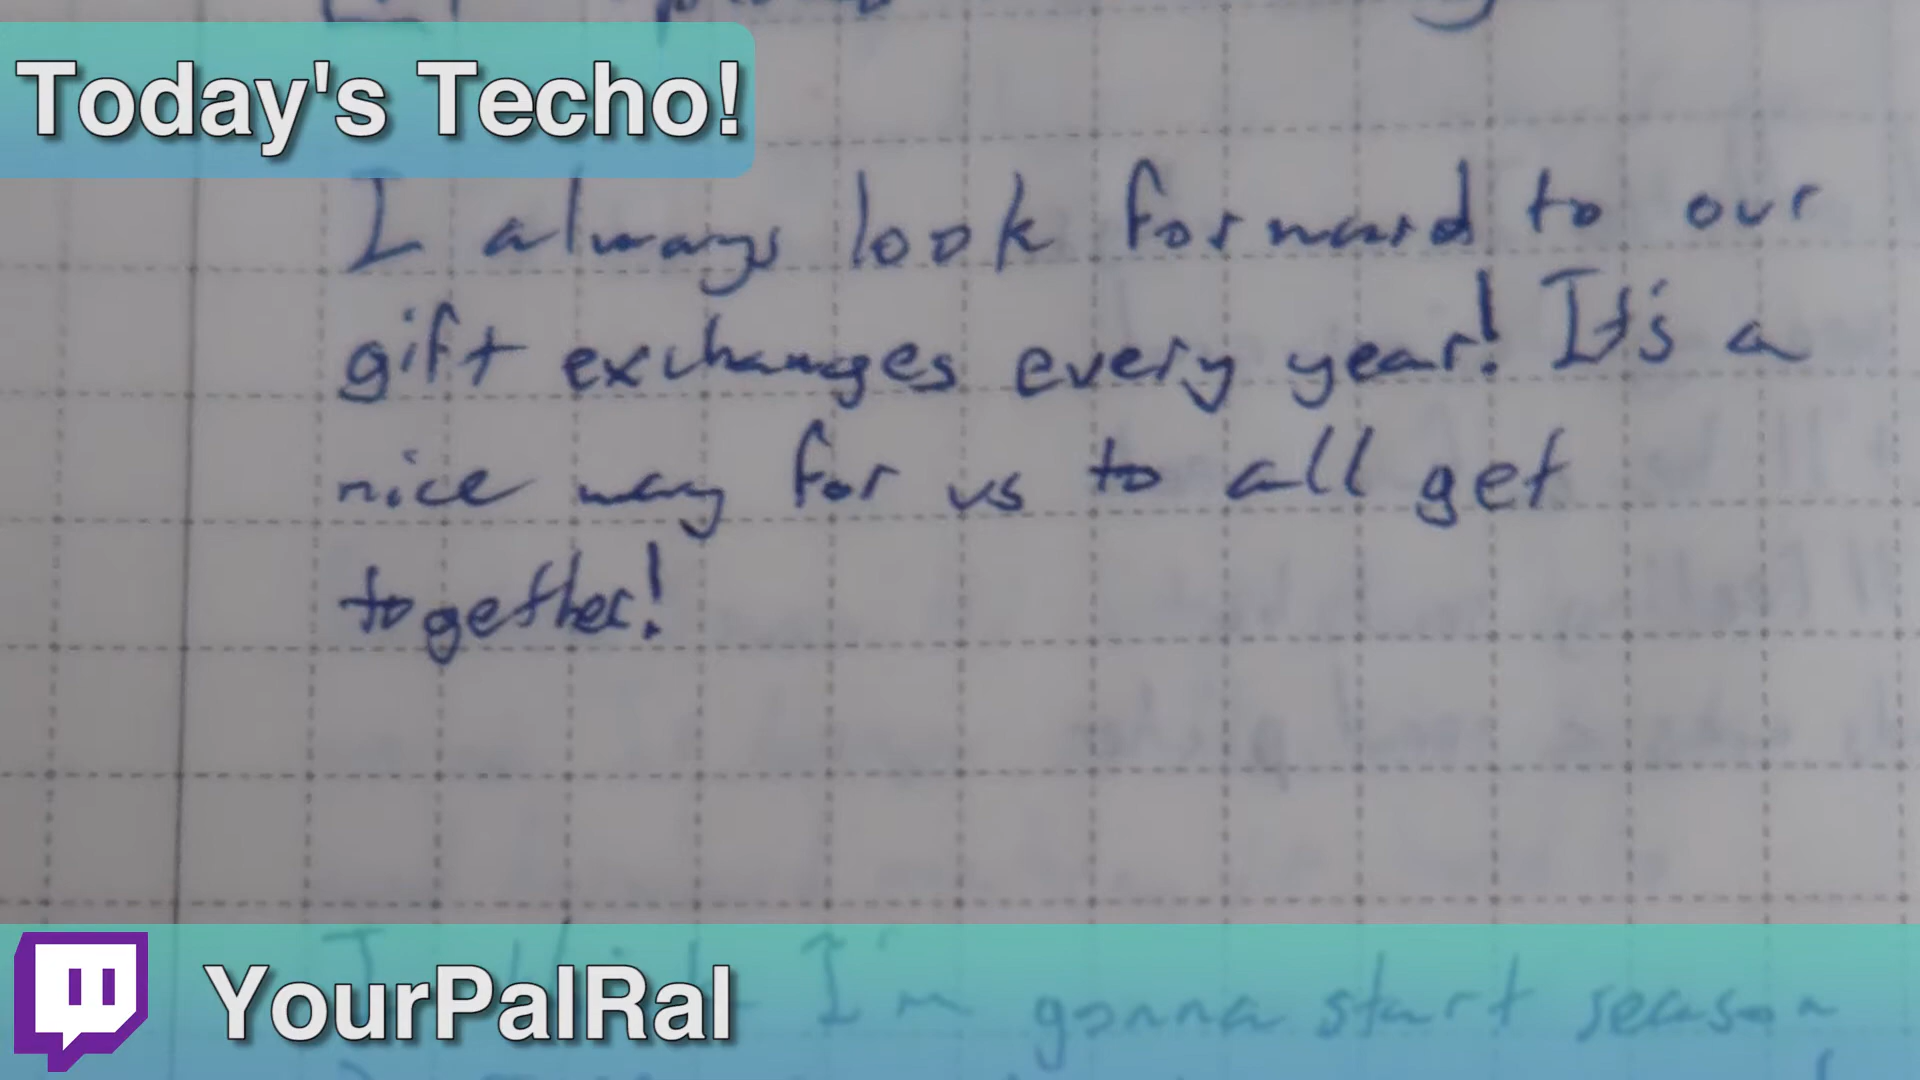 Today's Techo!
I always look forward to our
gift exchanges every year! It's a
nice way for us to all get
together!
I think I'm gonna start season
YourPalRal